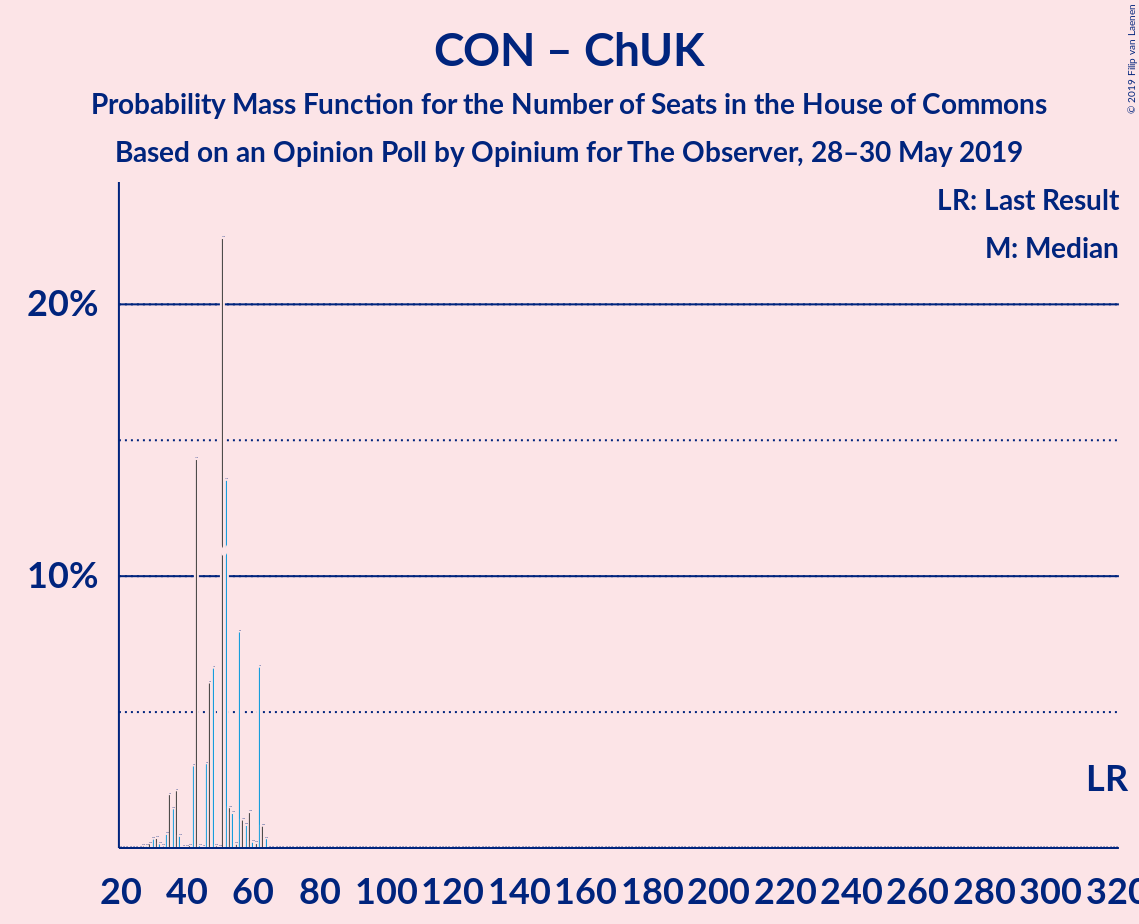 CON – ChUK
Probability Mass Function for the Number of Seats in the House of Commons
Based on an Opinion Poll by Opinium for The Observer, 28–30 May 2019
© 2019 Filip van Laenen
LR: Last Result
M: Median
20%
10%
LR
20 40 60 80 100 120 140 160 180 200 220 240 260 280 300 320